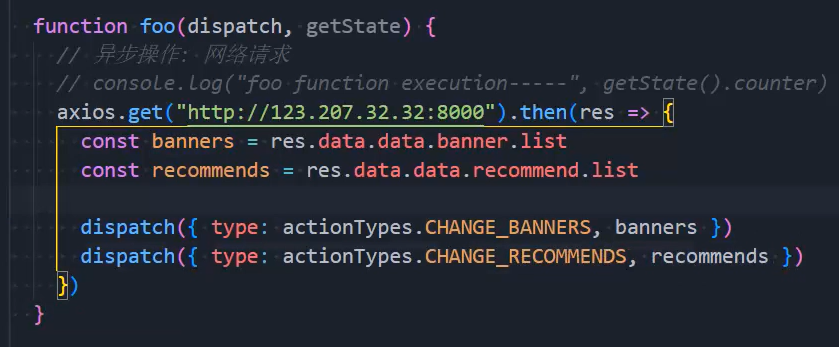 function foo(dispatch, getState) {
// 异步操作: 网络请求
// console.log("foo function execution-----", getState().counter)
axios.get("http://123.207.32.32:8000").then(res => {
const banners = res.data.data.banner.list
const recommends = res.data.data.recommend.list
dispatch({ type: actionTypes.CHANGE_BANNERS, banners })
dispatch({ type: actionTypes.CHANGE_RECOMMENDS, recommends })
})
}